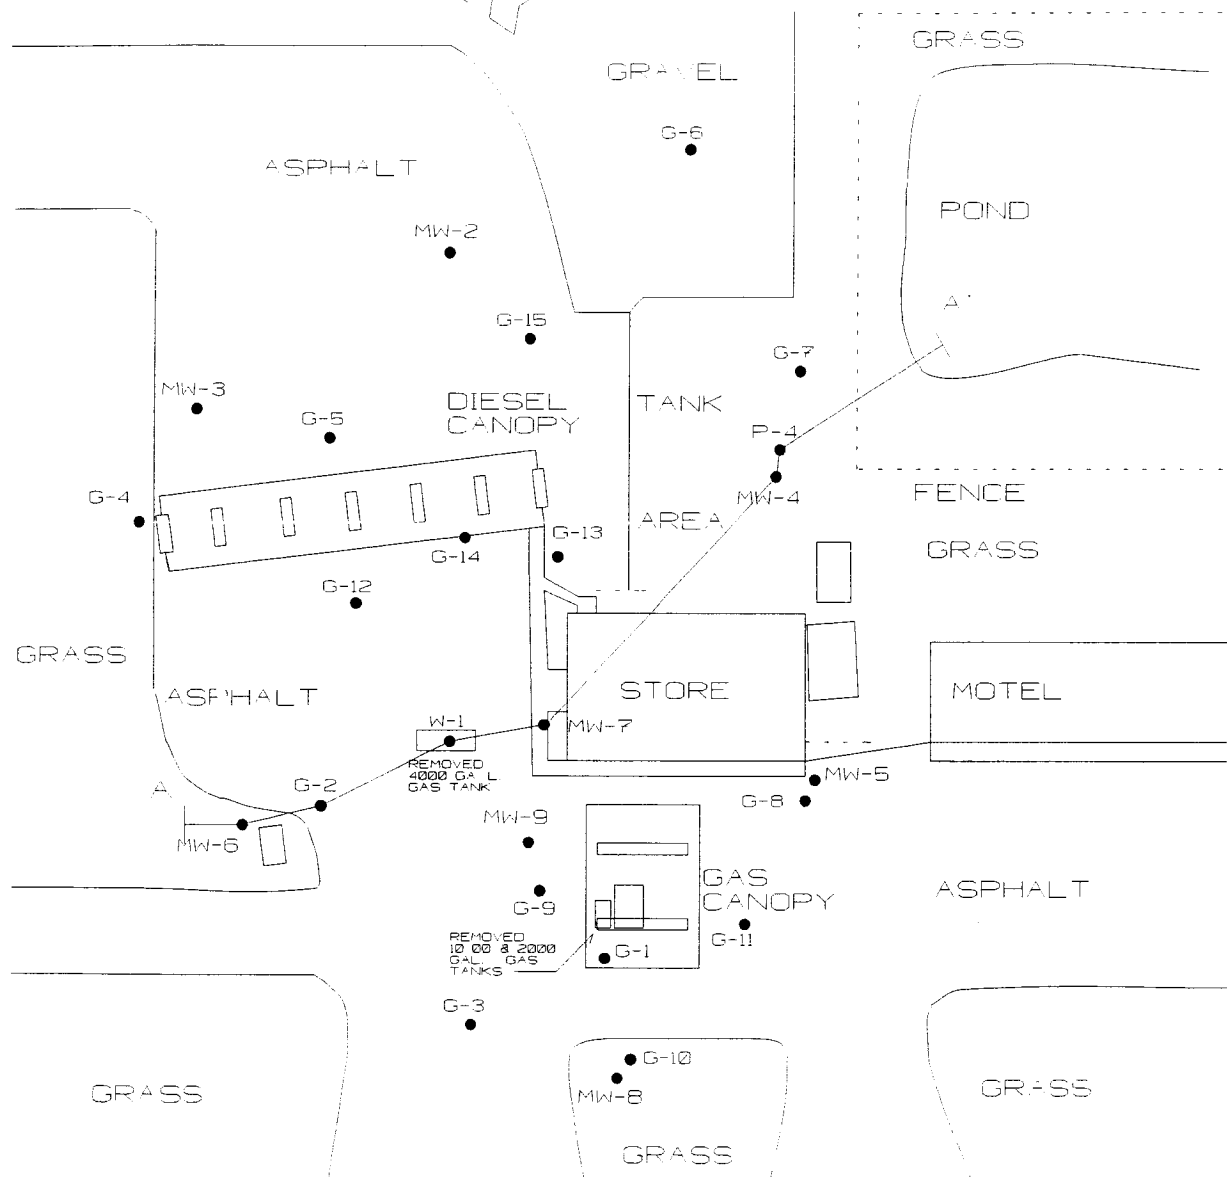 GRASS
GRAVEL
G-6
ASPHALT
POND
MW-2
A'
G-15
G-7
MW-3
DIESEL
CANOPY
TANK
G-5
P-4
G-4
MW-4
FENCE
AREA
G-13
G-14
GRASS
G-12
GRASS
ASPHALT
STORE
MOTEL
W-1
MW-7
REMOVED
4000 GAL.
GAS TANK
MW-5
A
G-2
G-8
MW-9
MW-6
GAS
CANOPY
ASPHALT
G-9
G-11
REMOVED
10 00 & 2000
GAL. GAS
TANKS
G-1
G-3
G-10
GRASS
GRASS
MW-8
GRASS